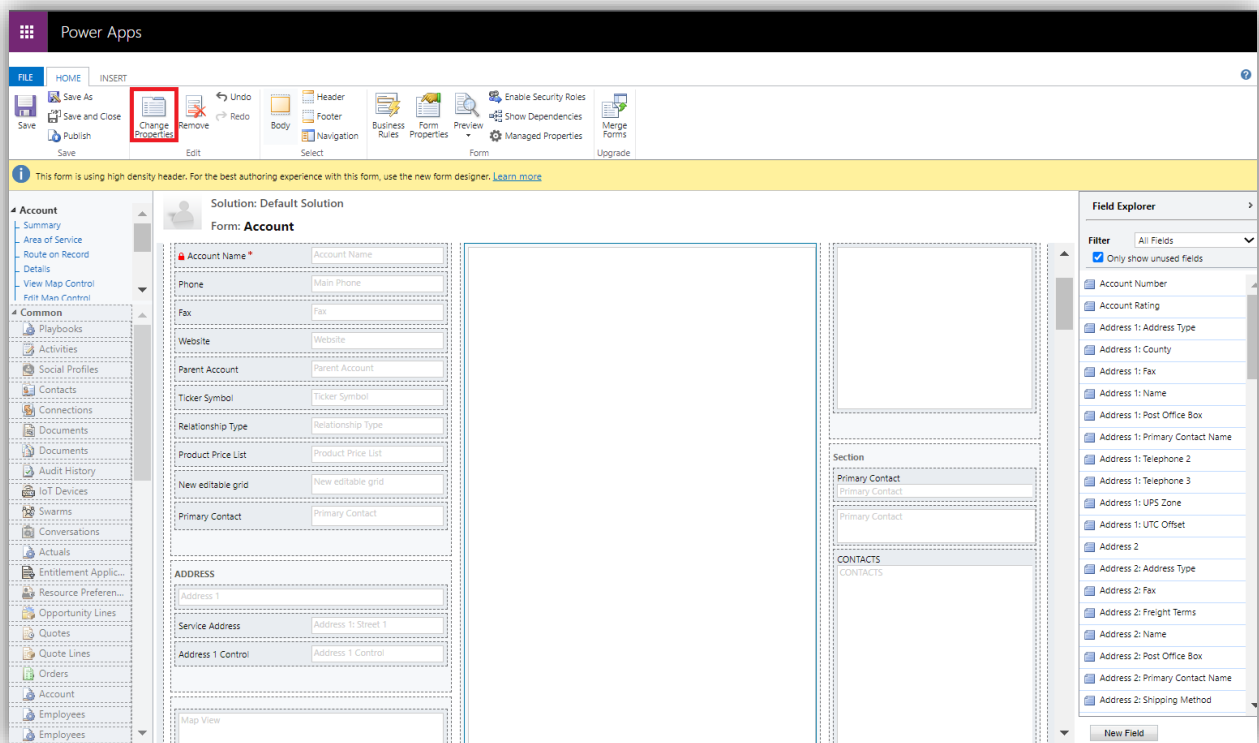 Power Apps
FILE HOME INSERT
Save
Save As
Save and Close
Publish
Save
Change Properties
Remove
Undo
Redo
Edit
Body
Header
Footer
Navigation
Select
Business Rules
Form Properties
Preview
Enable Security Roles
Show Dependencies
Managed Properties
Form
Merge Forms
Upgrade
This form is using high density header. For the best authoring experience with this form, use the new form designer. Learn more
Account
Summary
Area of Service
Route on Record
Details
View Map Control
Edit Map Control
Common
Playbooks
Activities
Social Profiles
Contacts
Connections
Documents
Documents
Audit History
IoT Devices
Swarms
Conversations
Actuals
Entitlement Applic...
Resource Preferen...
Opportunity Lines
Quotes
Quote Lines
Orders
Account
Employees
Employees
Solution: Default Solution
Form: Account
Account Name * Account Name
Phone Main Phone
Fax Fax
Website Website
Parent Account Parent Account
Ticker Symbol Ticker Symbol
Relationship Type Relationship Type
Product Price List Product Price List
New editable grid New editable grid
Primary Contact Primary Contact
ADDRESS
Address 1
Service Address Address 1: Street 1
Address 1 Control Address 1 Control
Map View
Section
Primary Contact
Primary Contact
Primary Contact
CONTACTS
CONTACTS
Field Explorer
Filter All Fields
Only show unused fields
Account Number
Account Rating
Address 1: Address Type
Address 1: County
Address 1: Fax
Address 1: Name
Address 1: Post Office Box
Address 1: Primary Contact Name
Address 1: Telephone 2
Address 1: Telephone 3
Address 1: UPS Zone
Address 1: UTC Offset
Address 2
Address 2: Address Type
Address 2: Fax
Address 2: Freight Terms
Address 2: Name
Address 2: Post Office Box
Address 2: Primary Contact Name
Address 2: Shipping Method
New Field